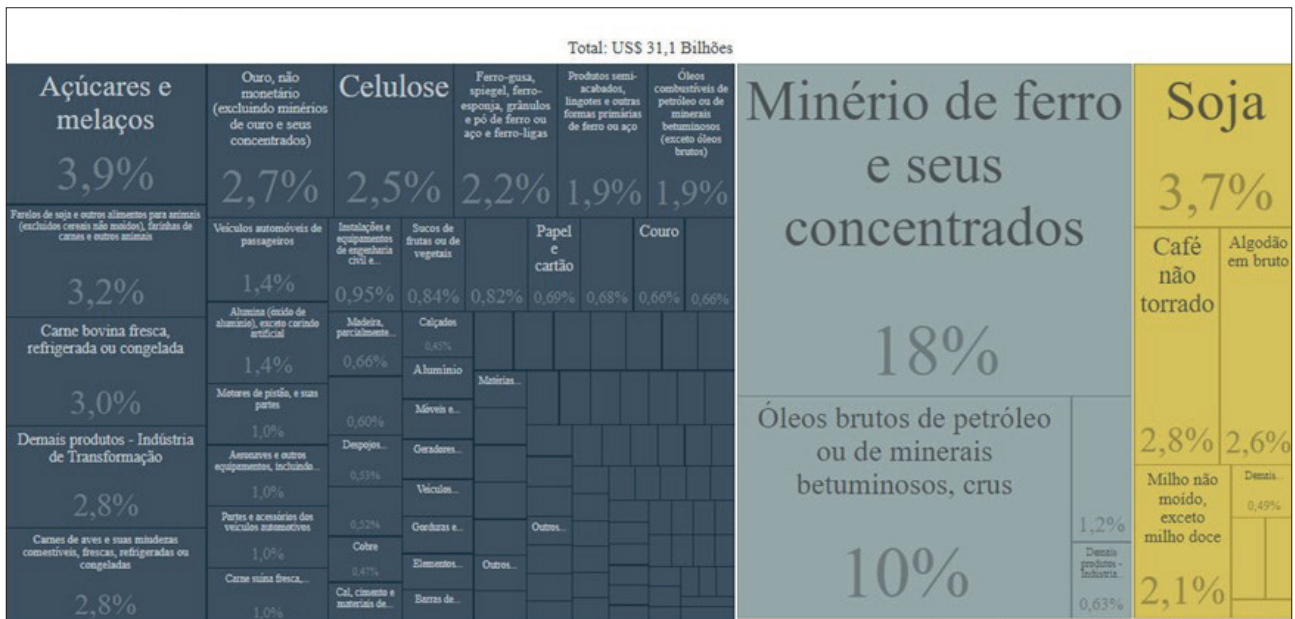 Total: US$ 31,1 Bilhões
Açúcares e
melaços
3,9%
Farelos de soja e outros alimentos para animais
(excluídos cereais não moídos), farinhas de
carnes e outros animais
3,2%
Carne bovina fresca,
refrigerada ou congelada
3,0%
Demais produtos - Indústria
de Transformação
2,8%
Carnes de aves e suas miudezas
comestíveis, frescas, refrigeradas ou
congeladas
2,8%
Ouro, não
monetário
(excluindo minérios
de ouro e seus
concentrados)
2,7%
Veículos automóveis de
passageiros
1,4%
Alumina (óxido de
alumínio), exceto corindo
artificial
1,4%
Motores de pistão, e suas
partes
1,0%
Aeronaves e outros
equipamentos, incluindo...
1,0%
Partes e acessórios dos
veículos automotivos
1,0%
Carne suína fresca,...
1,0%
Celulose
2,5%
Ferro-gusa,
spiegel, ferro-
esponja, grânulos
e pó de ferro ou
aço e ferro-ligas
2,2%
Produtos semi-
acabados,
lingotes e outras
formas primárias
de ferro ou aço
1,9%
Óleos
combustíveis de
petróleo ou de
minerais
betuminosos
(exceto óleos
brutos)
1,9%
Instalações e
equipamentos
de engenharia
civil e...
0,95%
Sucos de
frutas ou de
vegetais
0,84%
0,82%
Papel
e
cartão
0,69%
0,68%
Couro
0,66%
0,66%
Madeira,
parcialmente...
0,66%
0,60%
Despojos...
0,53%
0,52%
Cobre
0,47%
Cal, cimento e
materiais de...
Calçados
0,45%
Alumínio
Móveis e...
Geradores...
Veículos...
Gorduras e...
Elementos...
Barras de...
Matérias...
Outros...
Outros...
Minério de ferro
e seus
concentrados
18%
Óleos brutos de petróleo
ou de minerais
betuminosos, crus
10%
1,2%
Demais
produtos -
Indústria...
0,63%
Soja
3,7%
Café
não
torrado
2,8%
Algodão
em bruto
2,6%
Milho não
moído,
exceto
milho doce
2,1%
Demais...
0,49%